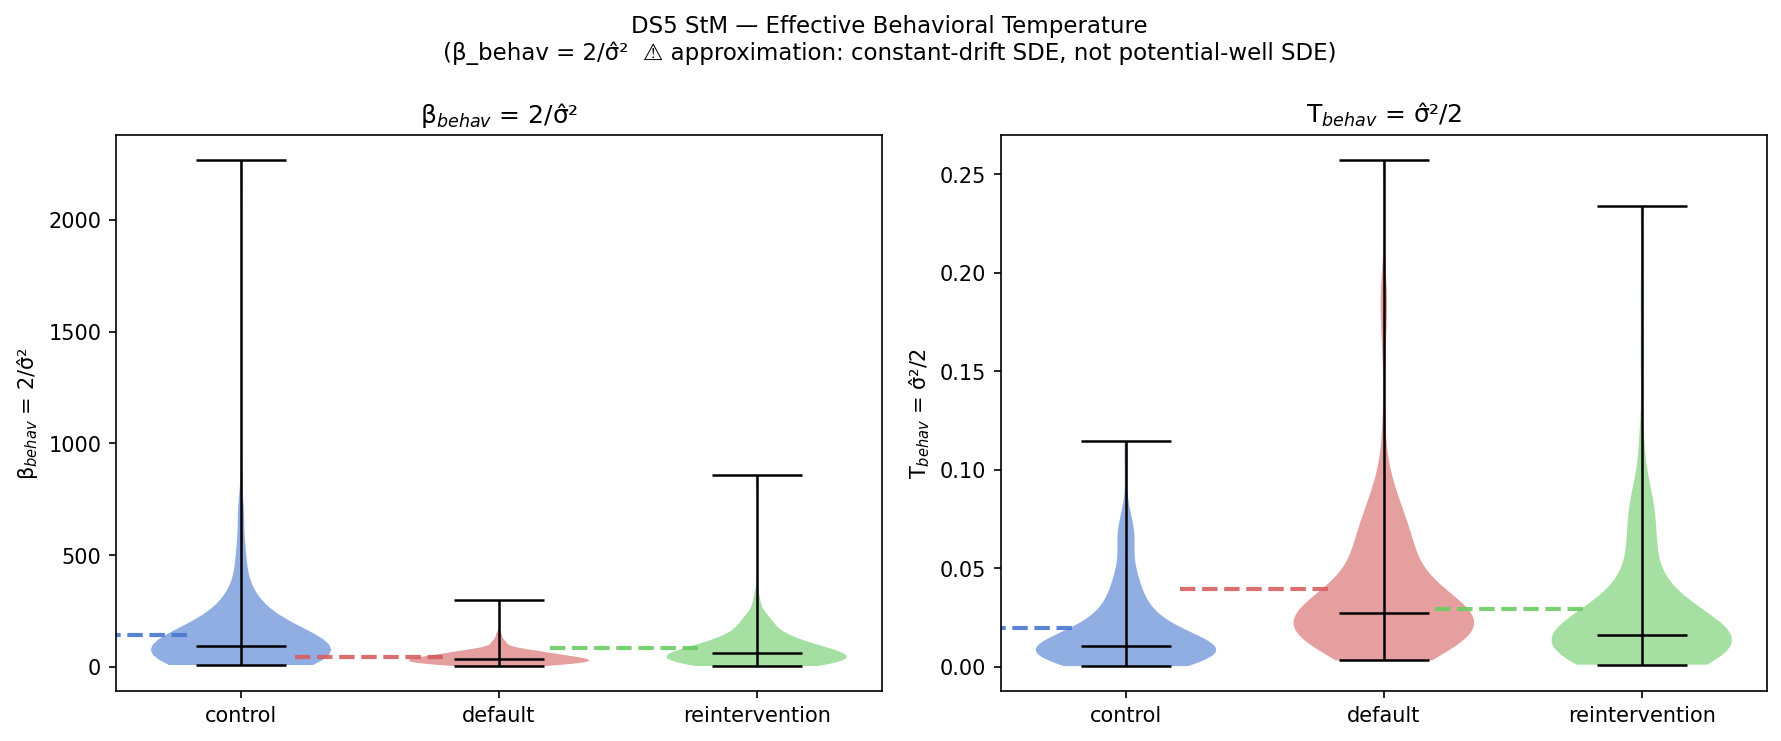 DS5 StM — Effective Behavioral Temperature
(β_behav = 2/σ̂²  ⚠ approximation: constant-drift SDE, not potential-well SDE)
β_behav = 2/σ̂²
β_behav = 2/σ̂²
2000
1500
1000
500
0
control
default
reintervention
T_behav = σ̂²/2
T_behav = σ̂²/2
0.25
0.20
0.15
0.10
0.05
0.00
control
default
reintervention